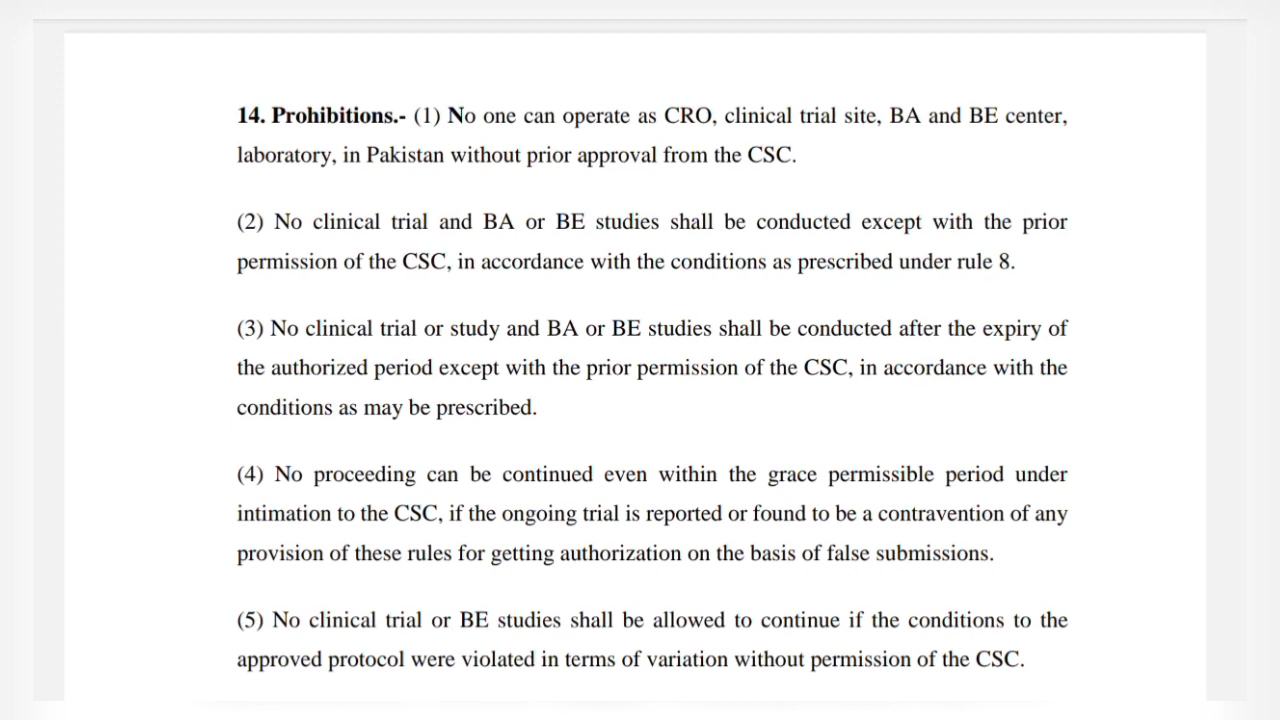 14. Prohibitions.- (1) No one can operate as CRO, clinical trial site, BA and BE center,
laboratory, in Pakistan without prior approval from the CSC.
(2) No clinical trial and BA or BE studies shall be conducted except with the prior
permission of the CSC, in accordance with the conditions as prescribed under rule 8.
(3) No clinical trial or study and BA or BE studies shall be conducted after the expiry of
the authorized period except with the prior permission of the CSC, in accordance with the
conditions as may be prescribed.
(4) No proceeding can be continued even within the grace permissible period under
intimation to the CSC, if the ongoing trial is reported or found to be a contravention of any
provision of these rules for getting authorization on the basis of false submissions.
(5) No clinical trial or BE studies shall be allowed to continue if the conditions to the
approved protocol were violated in terms of variation without permission of the CSC.